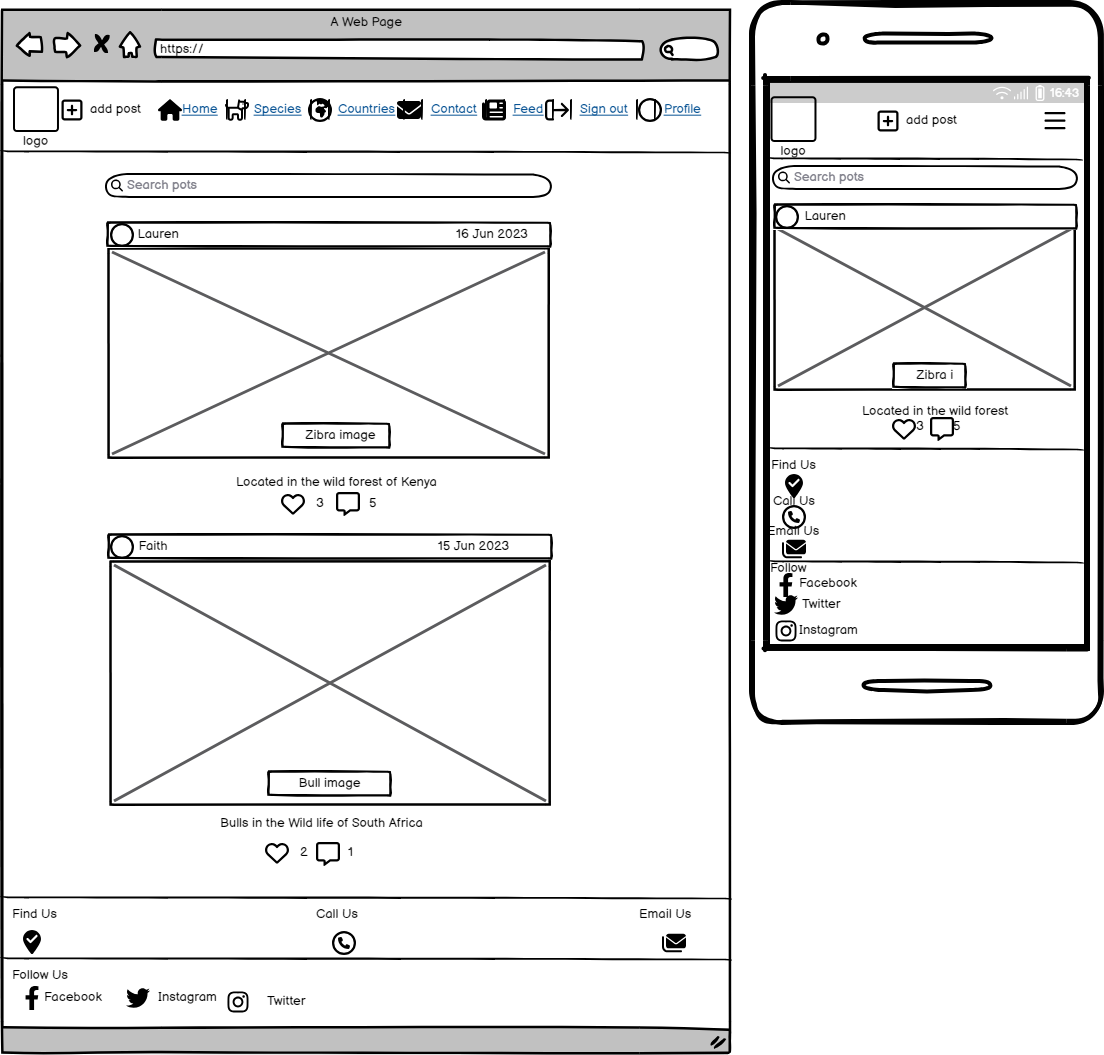 A Web Page
https://
add post Home Species Countries Contact Feed Sign out Profile
logo
Search pots
Lauren 16 Jun 2023
Zibra image
Located in the wild forest of Kenya
3 5
Faith 15 Jun 2023
Bull image
Bulls in the Wild life of South Africa
2 1
Find Us Call Us Email Us
Follow Us
Facebook Instagram Twitter
16:43
add post
logo
Search pots
Lauren
Zibra i
Located in the wild forest
3 5
Find Us
Call Us
Email Us
Follow
Facebook
Twitter
Instagram